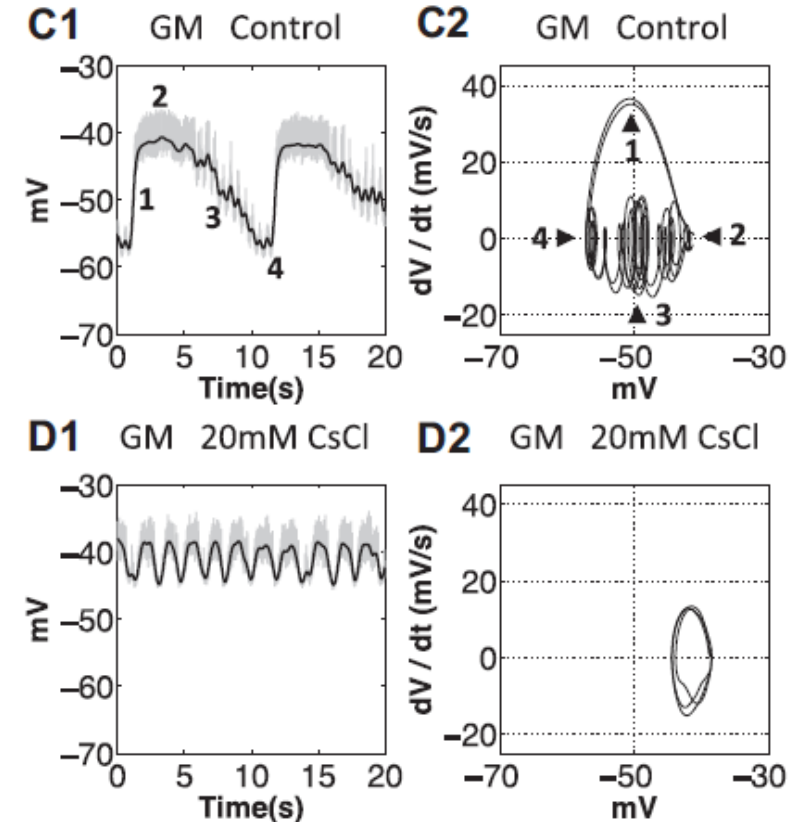 C1 GM Control
–30
–40
–50
–60
–70
mV
2
1
3
4
0 5 10 15 20
Time(s)
C2 GM Control
40
20
0
–20
dV / dt (mV/s)
1
4
2
3
–70 –50 –30
mV
D1 GM 20mM CsCl
–30
–40
–50
–60
–70
mV
0 5 10 15 20
Time(s)
D2 GM 20mM CsCl
40
20
0
–20
dV / dt (mV/s)
–70 –50 –30
mV